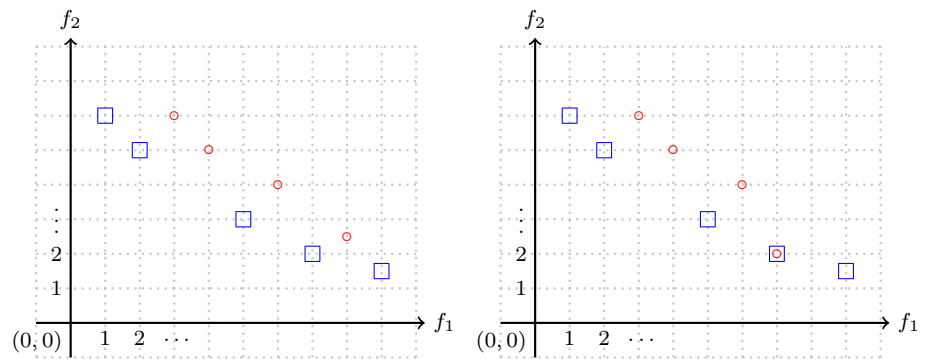 f₂
⋮
2
1
(0,0)
1 2 ⋯
f₁
f₂
⋮
2
1
(0,0)
1 2 ⋯
f₁